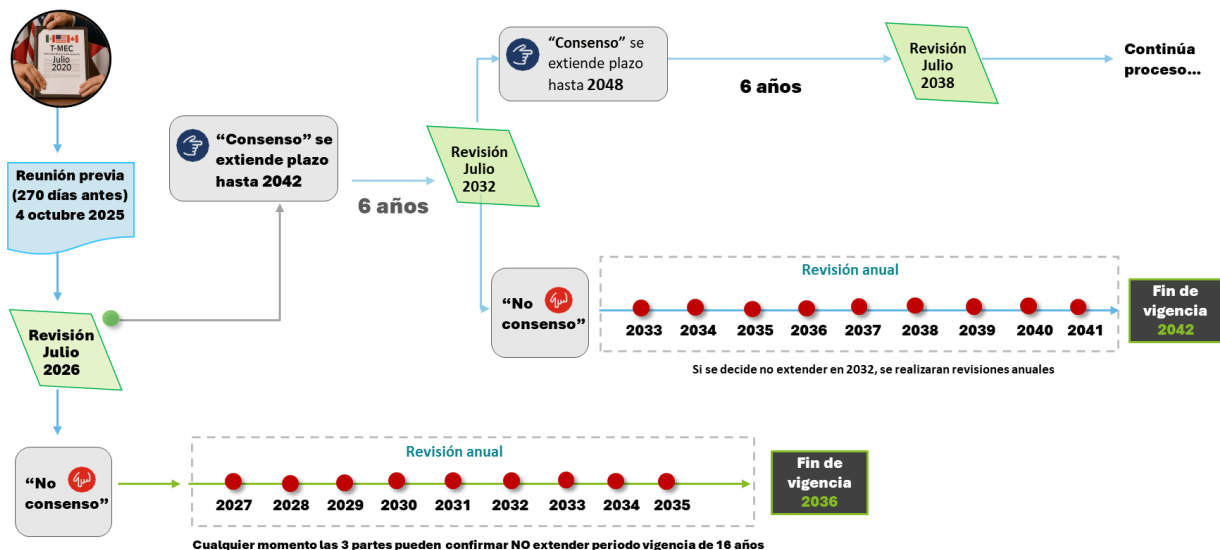 T-MEC
Julio
2020
Reunión previa
(270 días antes)
4 octubre 2025
Revisión
Julio
2026
“Consenso” se
extiende plazo
hasta 2042
6 años
Revisión
Julio
2032
“Consenso” se
extiende plazo
hasta 2048
6 años
Revisión
Julio
2038
Continúa
proceso...
“No
consenso”
Revisión anual
2033 2034 2035 2036 2037 2038 2039 2040 2041
Fin de
vigencia
2042
Si se decide no extender en 2032, se realizaran revisiones anuales
“No
consenso”
Revisión anual
2027 2028 2029 2030 2031 2032 2033 2034 2035
Fin de
vigencia
2036
Cualquier momento las 3 partes pueden confirmar NO extender periodo vigencia de 16 años